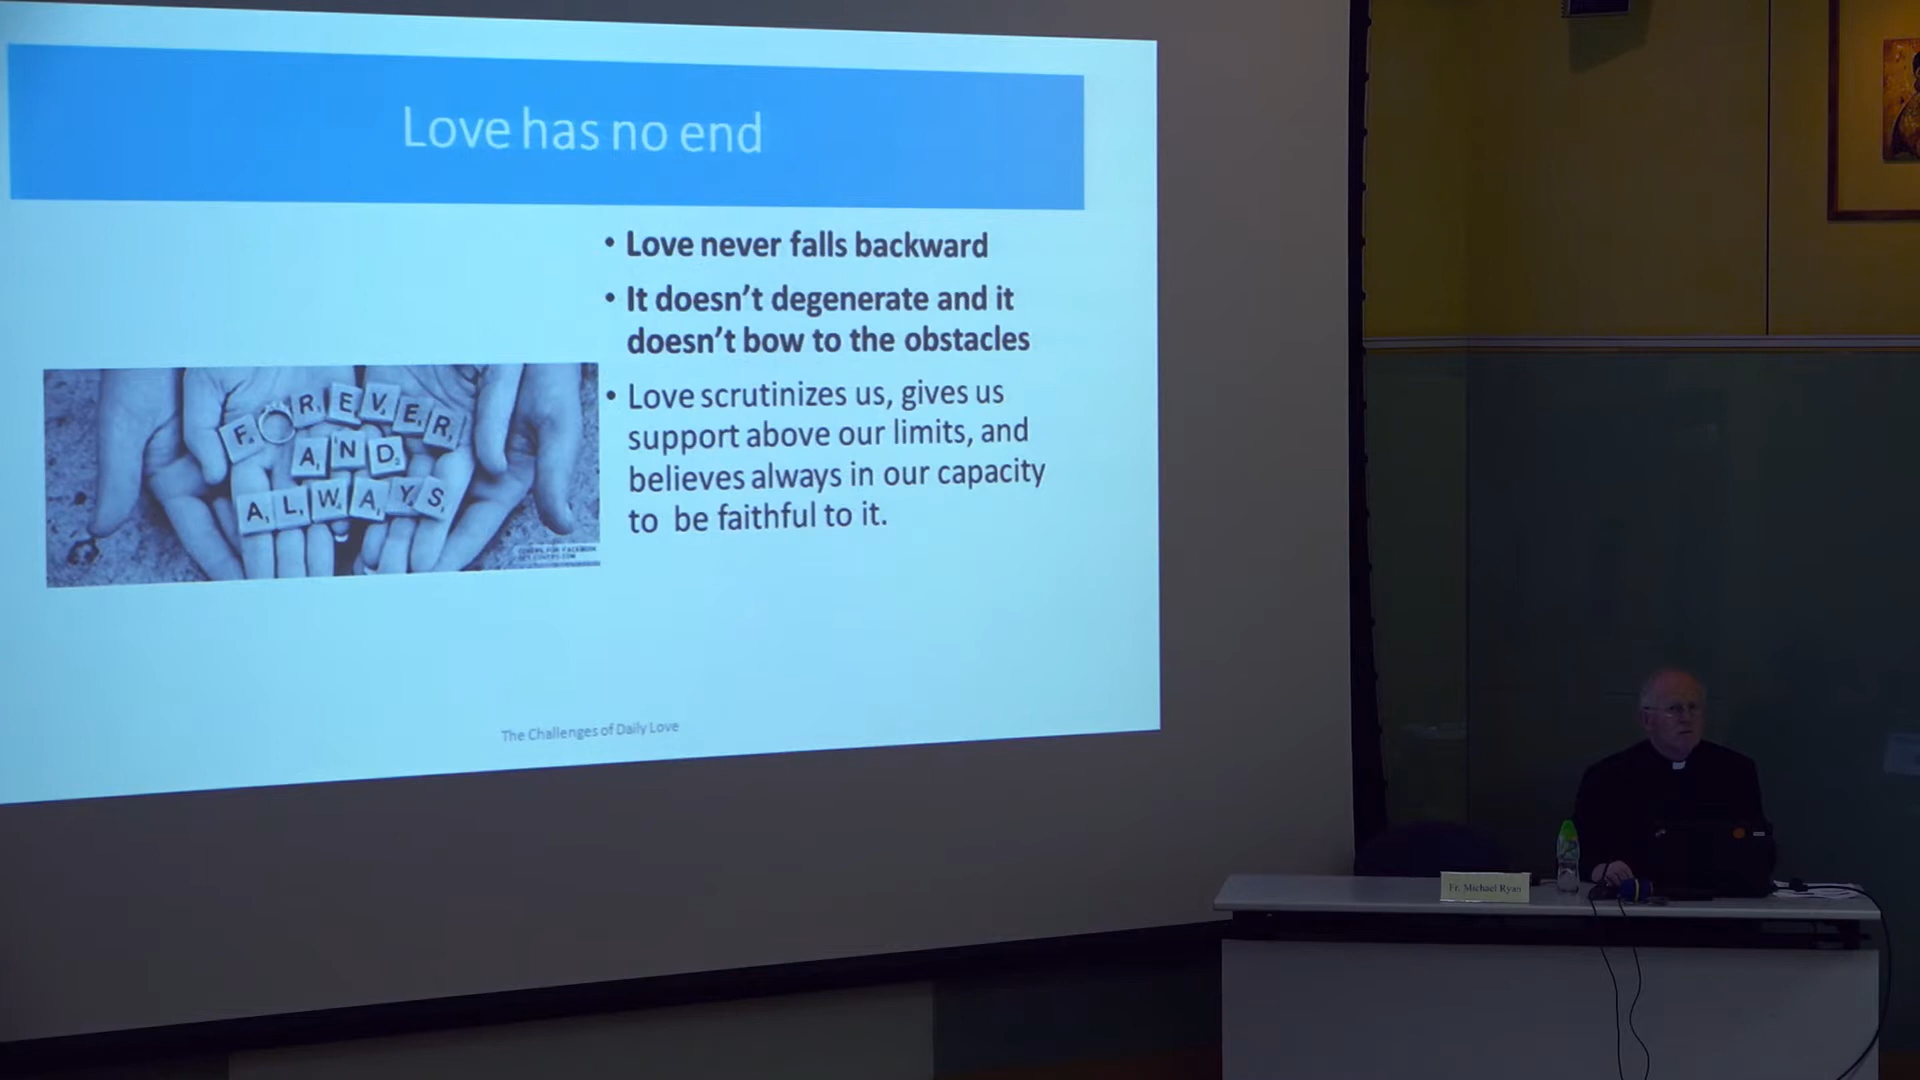 Love has no end
• Love never falls backward
• It doesn't degenerate and it
doesn't bow to the obstacles
• Love scrutinizes us, gives us
support above our limits, and
believes always in our capacity
to be faithful to it.
F REVER
AND
ALWAYS
The Challenges of Daily Love
Fr. Michael Ryan